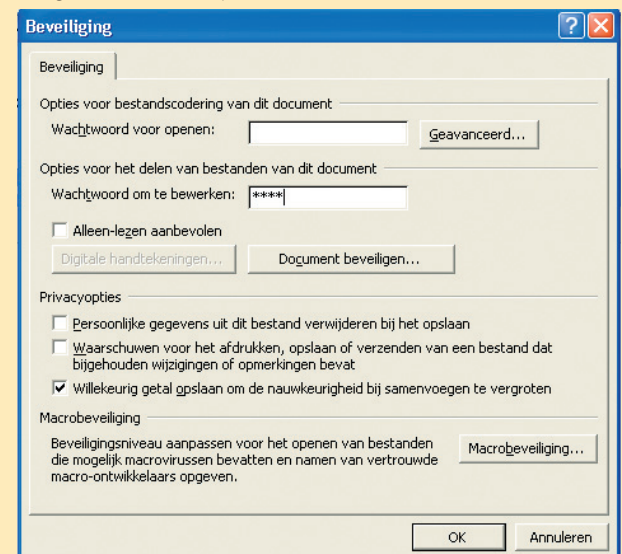 Beveiliging
Beveiliging
Opties voor bestandscodering van dit document
Wachtwoord voor openen:
Geavanceerd...
Opties voor het delen van bestanden van dit document
Wachtwoord om te bewerken: ****
Alleen-lezen aanbevolen
Digitale handtekeningen... Document beveiligen...
Privacyopties
Persoonlijke gegevens uit dit bestand verwijderen bij het opslaan
Waarschuwen voor het afdrukken, opslaan of verzenden van een bestand dat
bijgehouden wijzigingen of opmerkingen bevat
Willekeurig getal opslaan om de nauwkeurigheid bij samenvoegen te vergroten
Macrobeveiliging
Beveiligingsniveau aanpassen voor het openen van bestanden
die mogelijk macrovirussen bevatten en namen van vertrouwde
macro-ontwikkelaars opgeven.
Macrobeveiliging...
OK Annuleren